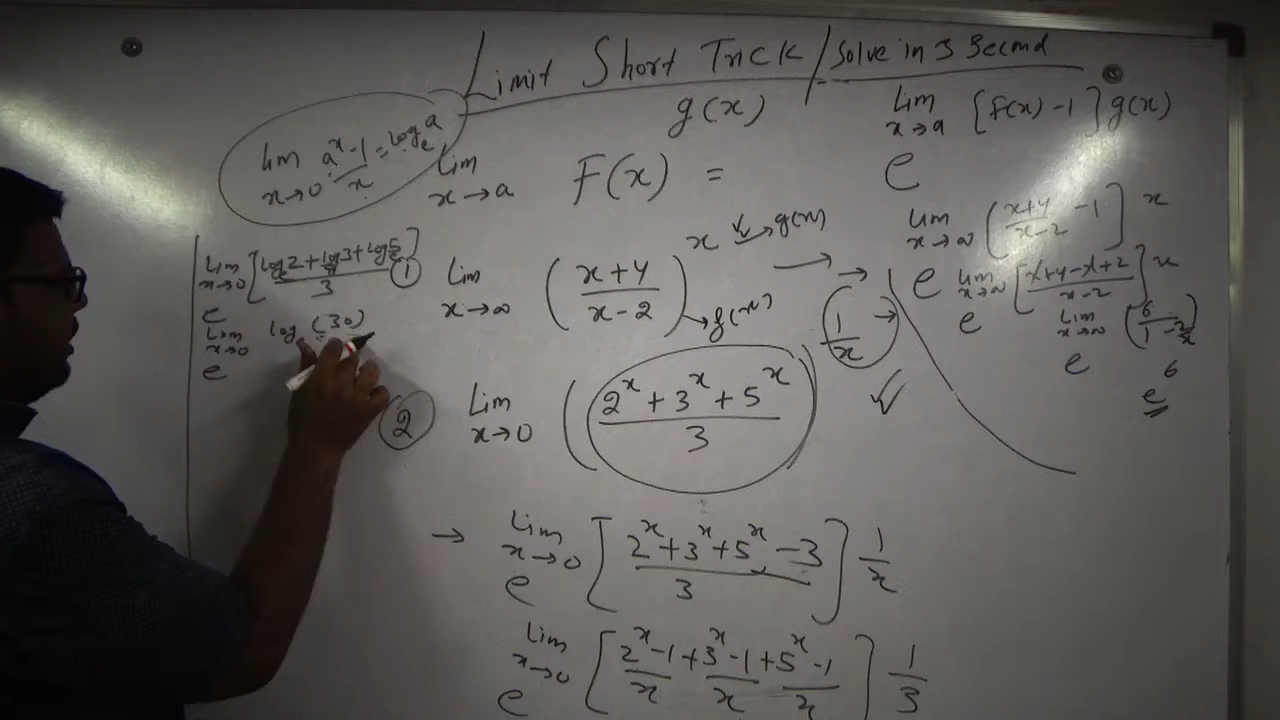 Limit Short Trick / Solve in 3 Second
lim x→0 a^x-1/x = log_e a
lim x→a F(x)^g(x) = e^lim x→a [f(x)-1] g(x)
① lim x→∞ (x+4/x-2)^x → g(x)
→ f(x)
e^lim x→∞ (x+4/x-2 -1] x
e^lim x→∞ [x+4-x+2/x-2] x
e^lim x→∞ (6/1-2/x)
e^6
② lim x→0 (2^x+3^x+5^x/3)^(1/x)
→ e^lim x→0 [2^x+3^x+5^x-3/3] 1/x
e^lim x→0 [2^x-1/x+3^x-1/x+5^x-1/x] 1/3
e^lim x→0 [log2+log3+log5/3]
e^lim x→0 log (30)